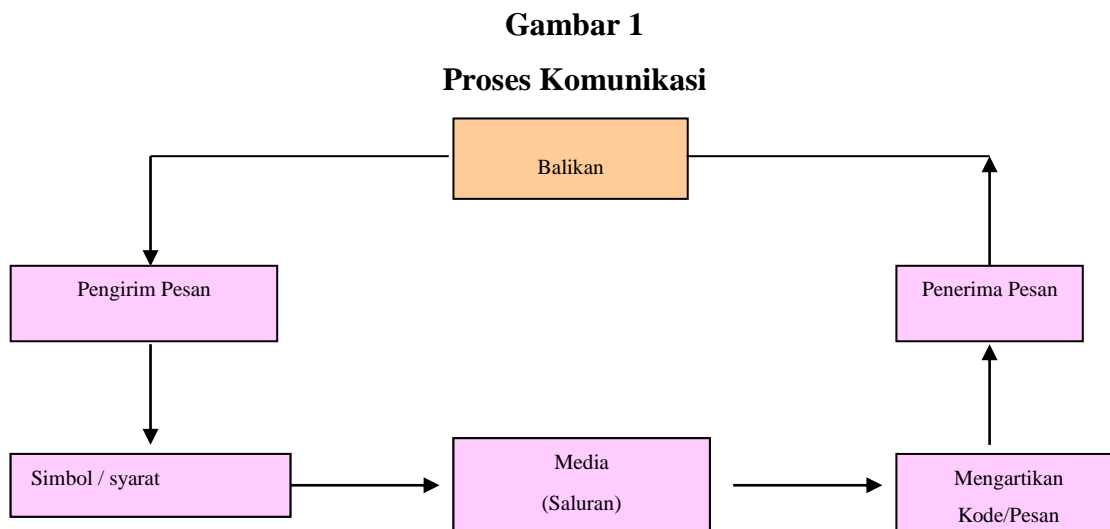 Gambar 1
Proses Komunikasi
Balikan
Pengirim Pesan
Penerima Pesan
Simbol / syarat
Media
(Saluran)
Mengartikan
Kode/Pesan